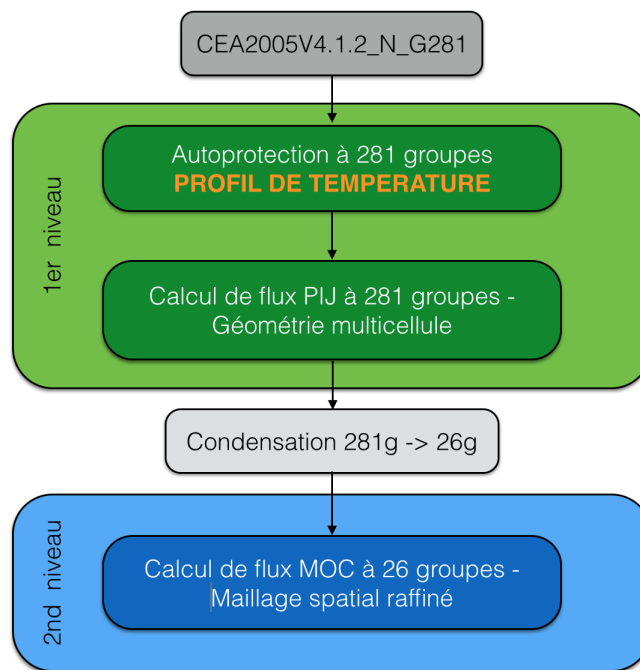 CEA2005V4.1.2_N_G281
1er niveau
Autoprotection à 281 groupes
PROFIL DE TEMPERATURE
Calcul de flux PIJ à 281 groupes -
Géométrie multicellule
Condensation 281g -> 26g
2nd niveau
Calcul de flux MOC à 26 groupes -
Maillage spatial raffiné